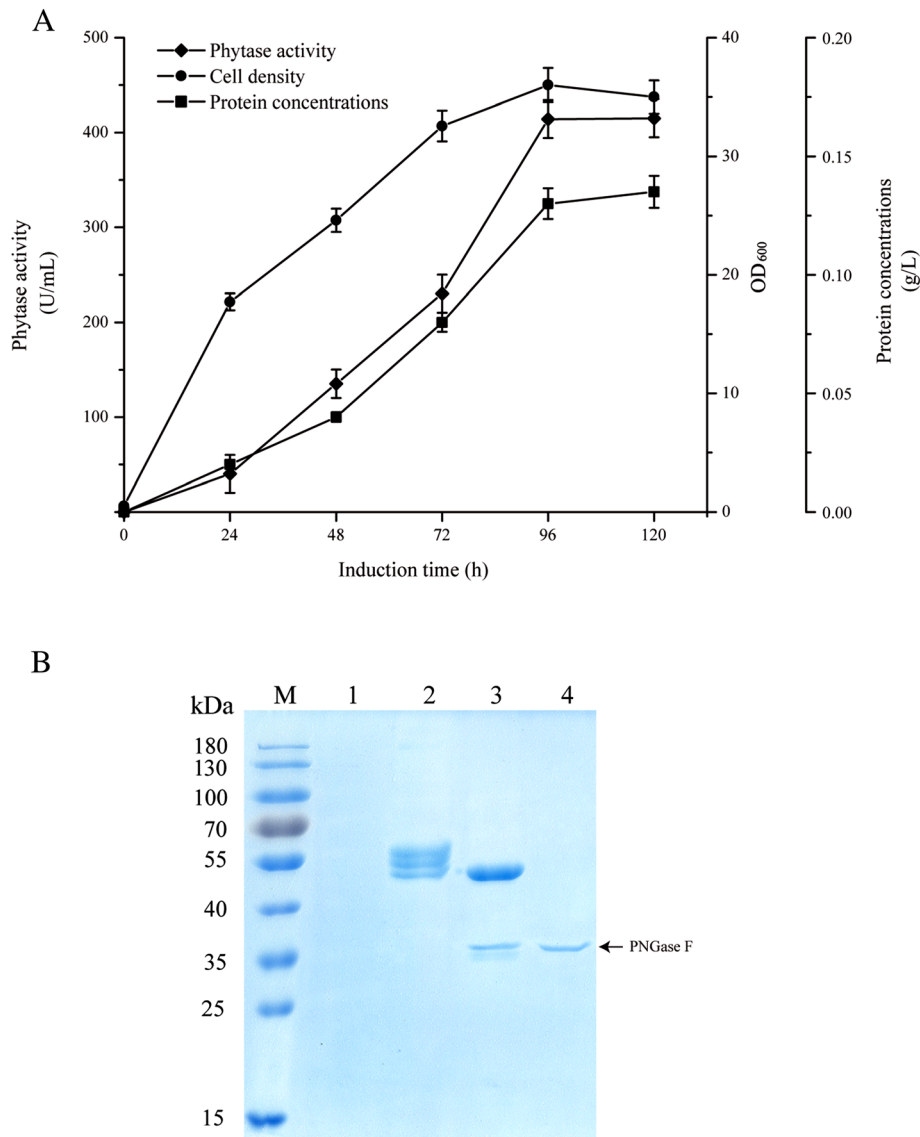 A
500
400
300
200
100
Phytase activity
(U/mL)
Phytase activity
Cell density
Protein concentrations
40
30
20
10
0
OD600
0.20
0.15
0.10
0.05
0.00
Protein concentrations
(g/L)
0 24 48 72 96 120
Induction time (h)
B
kDa M 1 2 3 4
180
130
100
70
55
40
35
25
15
PNGase F